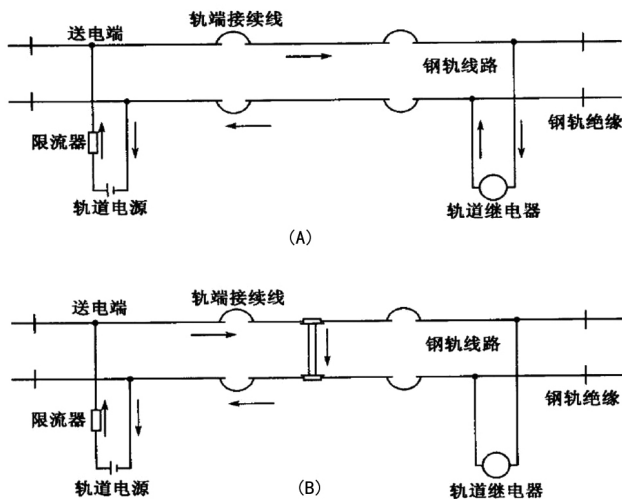 轨端接续线
送电端
钢轨线路
限流器
钢轨绝缘
轨道电源
轨道继电器
(A)
送电端
轨端接续线
钢轨线路
限流器
钢轨绝缘
轨道电源
(B)
轨道继电器